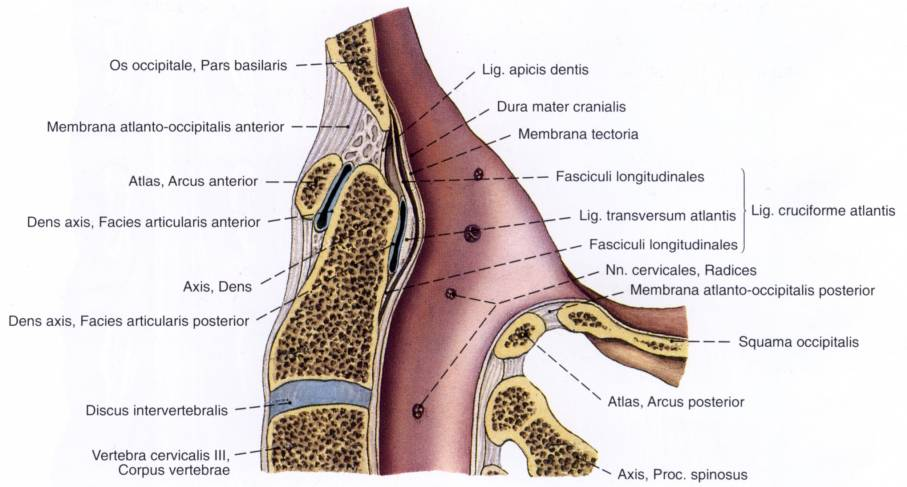 Os occipitale, Pars basilaris
Membrana atlanto-occipitalis anterior
Atlas, Arcus anterior
Dens axis, Facies articularis anterior
Axis, Dens
Dens axis, Facies articularis posterior
Discus intervertebralis
Vertebra cervicalis III,
Corpus vertebrae
Lig. apicis dentis
Dura mater cranialis
Membrana tectoria
Fasciculi longitudinales
Lig. transversum atlantis
Fasciculi longitudinales
Lig. cruciforme atlantis
Nn. cervicales, Radices
Membrana atlanto-occipitalis posterior
Squama occipitalis
Atlas, Arcus posterior
Axis, Proc. spinosus